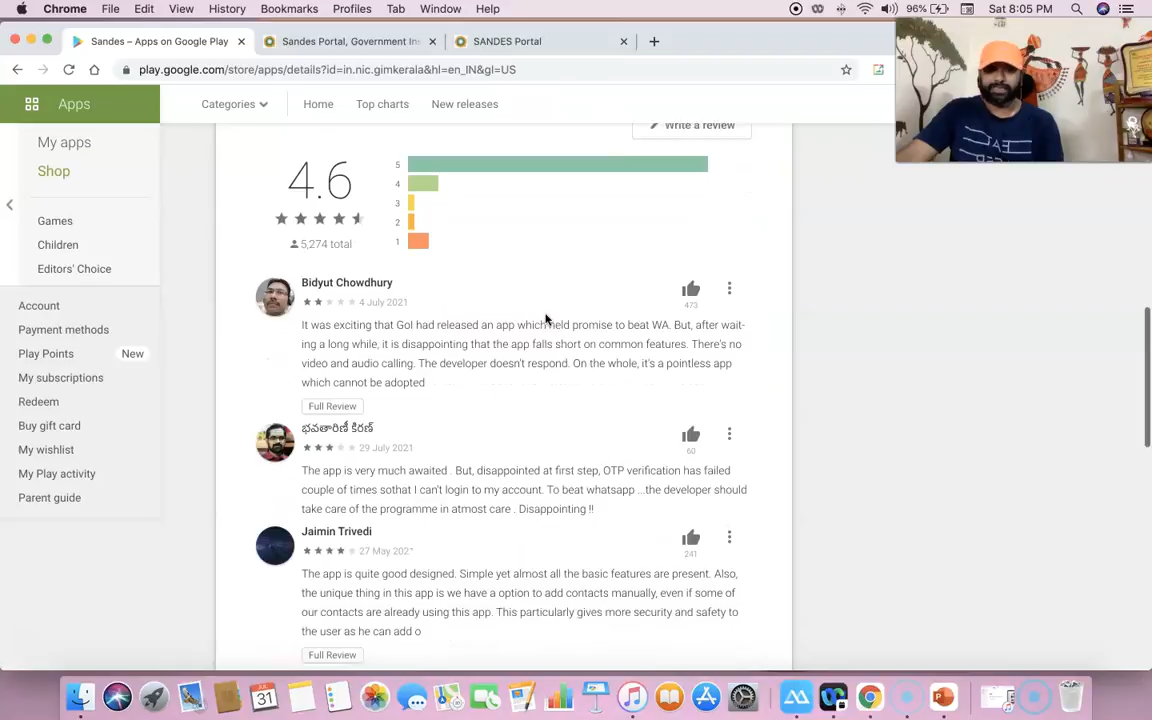 Chrome File Edit View History Bookmarks Profiles Tab Window Help 96% Sat 8:05 PM
Sandes – Apps on Google Play Sandes Portal, Government In SANDES Portal
play.google.com/store/apps/details?id=in.nic.gimkerala&hl=en_IN&gl=US
Apps Categories Home Top charts New releases
My apps
Shop
Games
Children
Editors' Choice
Account
Payment methods
Play Points New
My subscriptions
Redeem
Buy gift card
My wishlist
My Play activity
Parent guide
Write a review
4.6
5,274 total
5
4
3
2
1
Bidyut Chowdhury
4 July 2021
473
It was exciting that GoI had released an app which held promise to beat WA. But, after wait-
ing a long while, it is disappointing that the app falls short on common features. There's no
video and audio calling. The developer doesn't respond. On the whole, it's a pointless app
which cannot be adopted
Full Review
భవతారిణీ కిరణ్
29 July 2021
60
The app is very much awaited . But, disappointed at first step, OTP verification has failed
couple of times sothat I can't login to my account. To beat whatsapp ...the developer should
take care of the programme in atmost care . Disappointing !!
Jaimin Trivedi
27 May 202
241
The app is quite good designed. Simple yet almost all the basic features are present. Also,
the unique thing in this app is we have a option to add contacts manually, even if some of
our contacts are already using this app. This particularly gives more security and safety to
the user as he can add o
Full Review
JUL
31